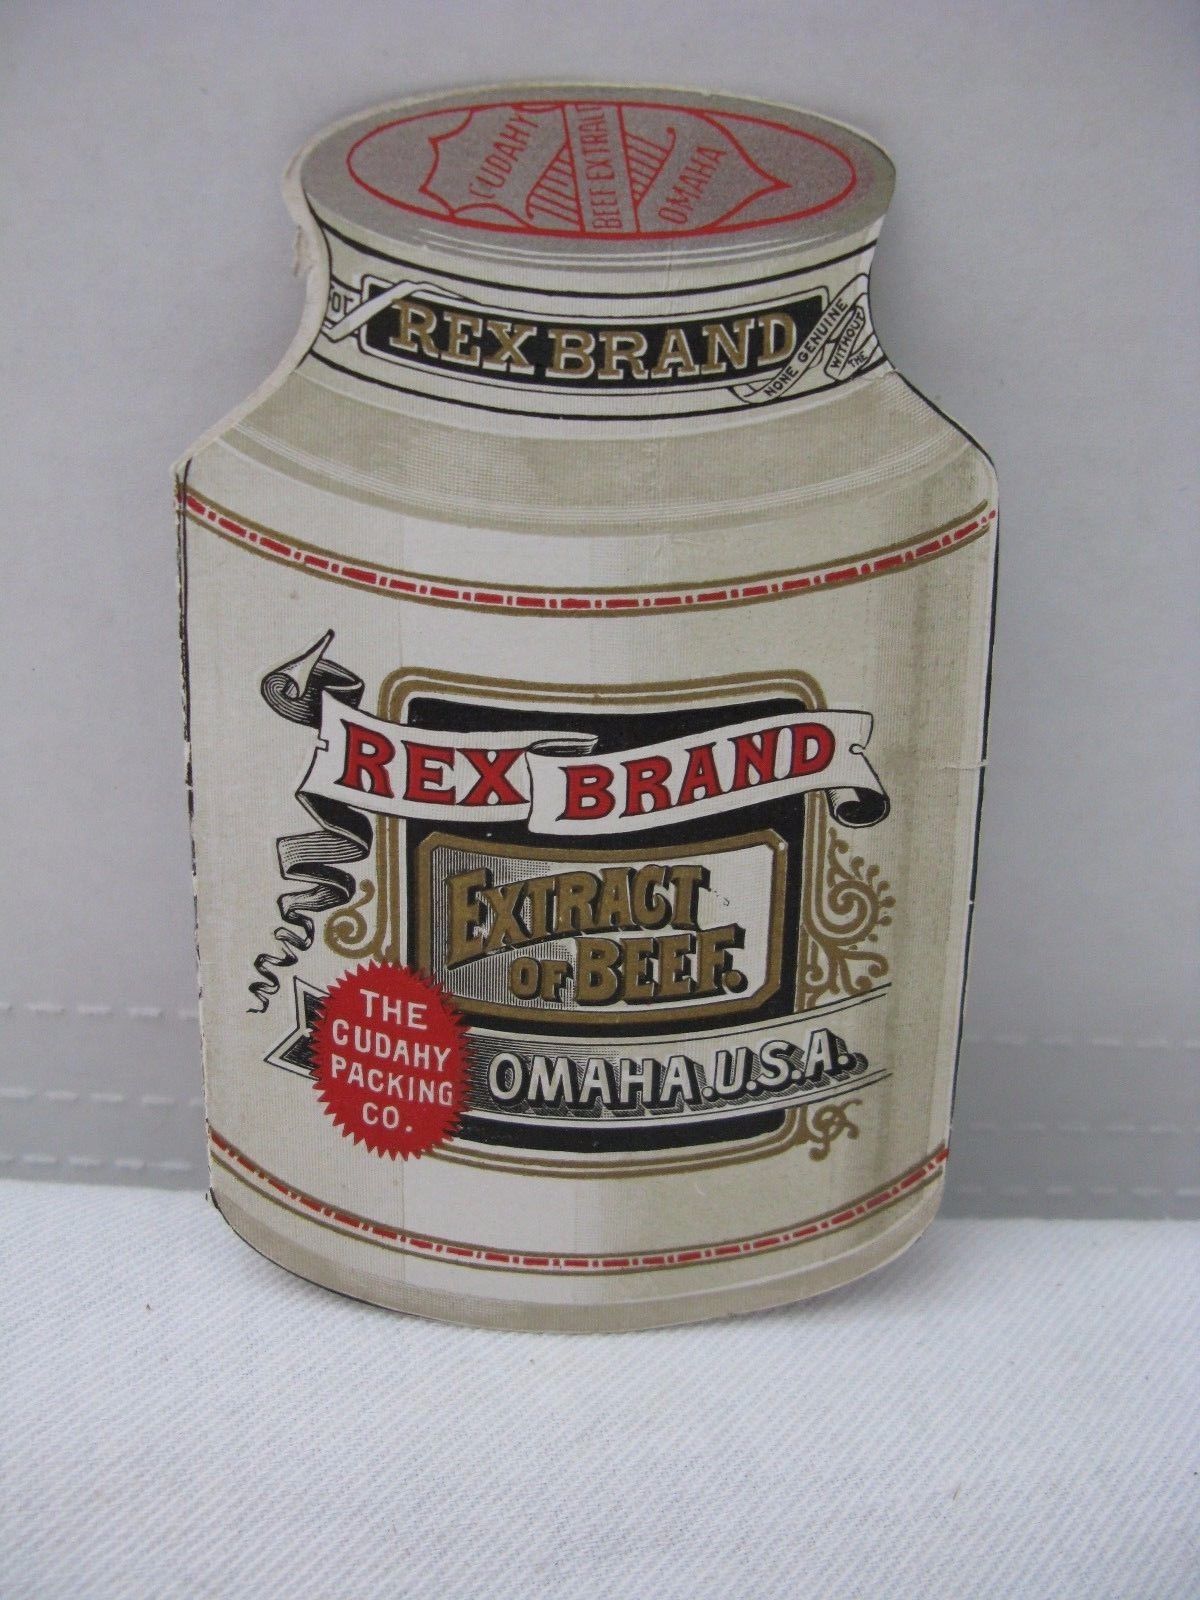 CUDAHY
BEEF EXTRACT
OMAHA
REX BRAND
NONE GENUINE
WITHOUT
THE
REX BRAND
EXTRACT
OF BEEF.
THE
CUDAHY
PACKING
CO.
OMAHA.U.S.A.